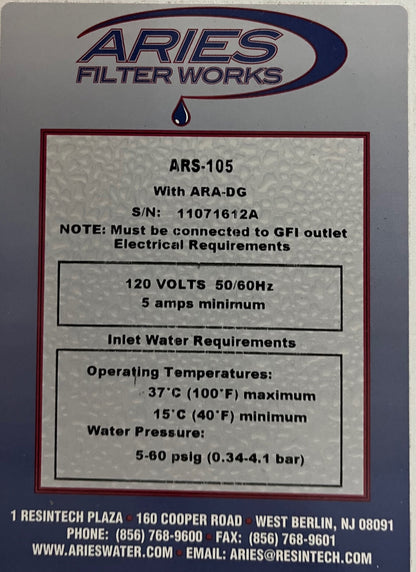 ARIES
FILTER WORKS
ARS-105
With ARA-DG
S/N: 11071612A
NOTE: Must be connected to GFI outlet
Electrical Requirements
120 VOLTS 50/60Hz
5 amps minimum
Inlet Water Requirements
Operating Temperatures:
37°C (100°F) maximum
15°C (40°F) minimum
Water Pressure:
5-60 psig (0.34-4.1 bar)
1 RESINTECH PLAZA • 160 COOPER ROAD • WEST BERLIN, NJ 08091
PHONE: (856) 768-9600 • FAX: (856) 768-9601
WWW.ARIESWATER.COM • EMAIL: ARIES@RESINTECH.COM